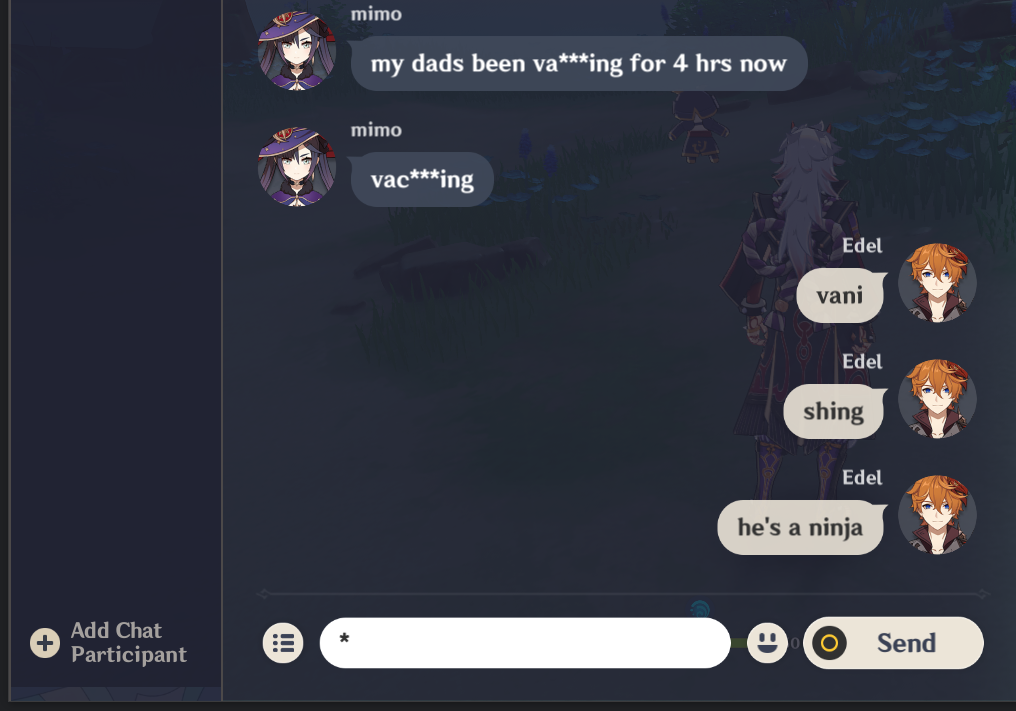 mimo
my dads been va***ing for 4 hrs now
mimo
vac***ing
Edel
vani
Edel
shing
Edel
he's a ninja
Add Chat
Participant
*
0
Send